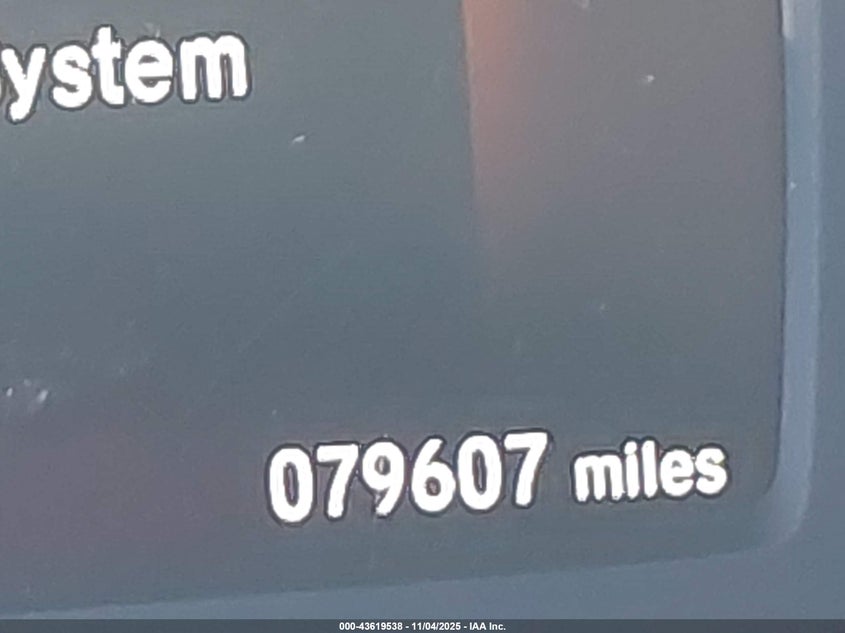 ystem
079607 miles
000-43619538 - 11/04/2025 - IAA Inc.